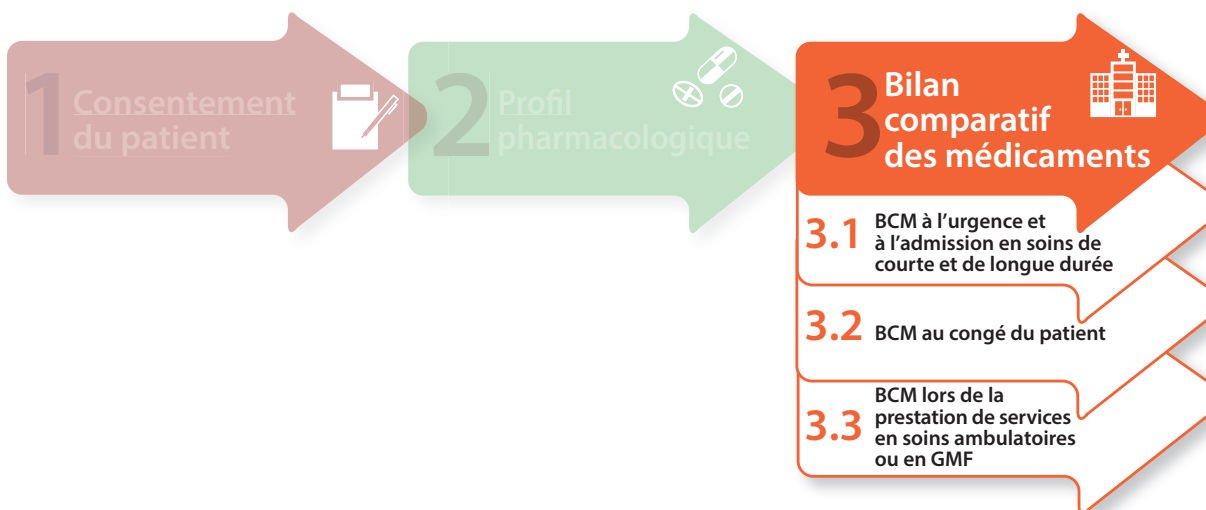 1 Consentement
du patient
2 Profil
pharmacologique
3 Bilan
comparatif
des médicaments
3.1 BCM à l’urgence et
à l’admission en soins de
courte et de longue durée
3.2 BCM au congé du patient
3.3 BCM lors de la
prestation de services
en soins ambulatoires
ou en GMF